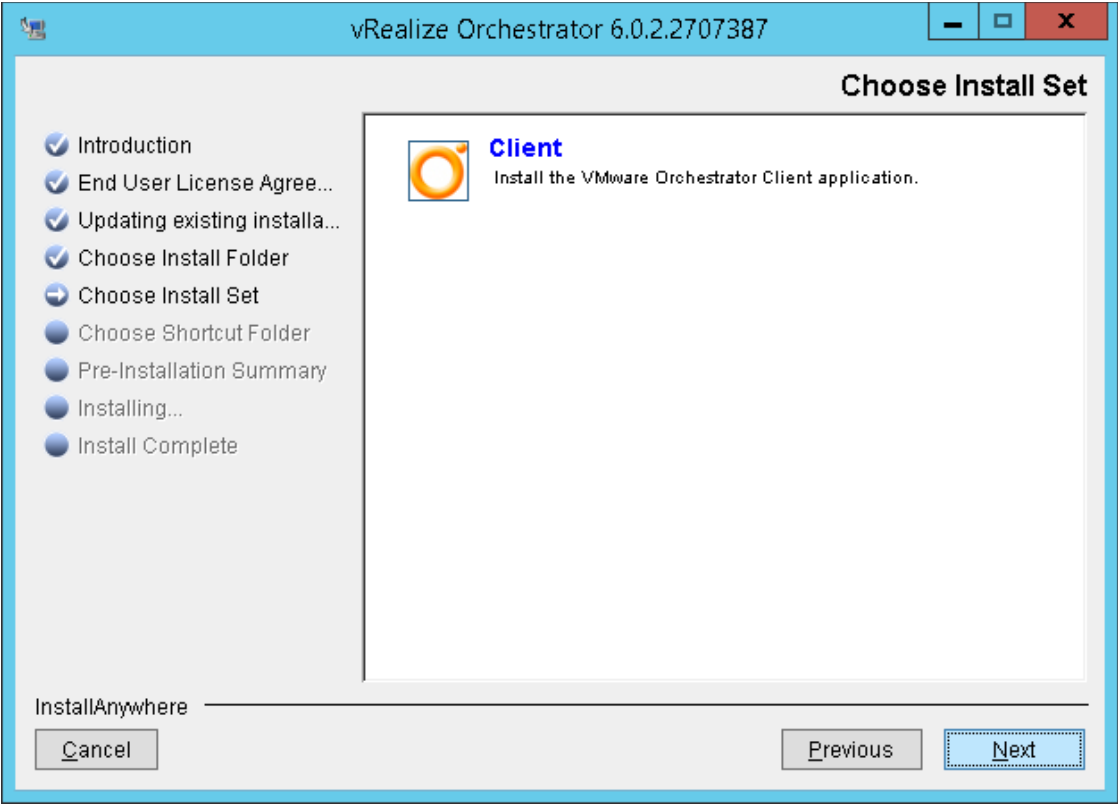 vRealize Orchestrator 6.0.2.2707387
Choose Install Set
Introduction
End User License Agree...
Updating existing installa...
Choose Install Folder
Choose Install Set
Choose Shortcut Folder
Pre-Installation Summary
Installing...
Install Complete
Client
Install the VMware Orchestrator Client application.
InstallAnywhere
Cancel
Previous
Next